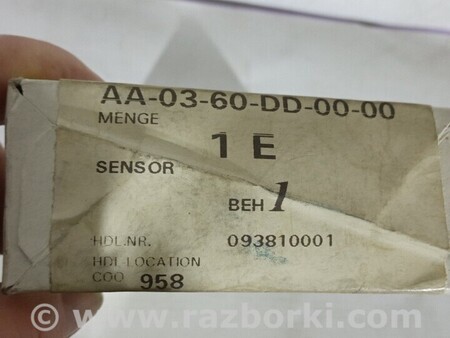 AA-03-60-DD-00-00
MENGE
1 E
SENSOR
BEH 1
HDL.NR. 093810001
HDL-LOCATION
COO 958
© www.razborki.com